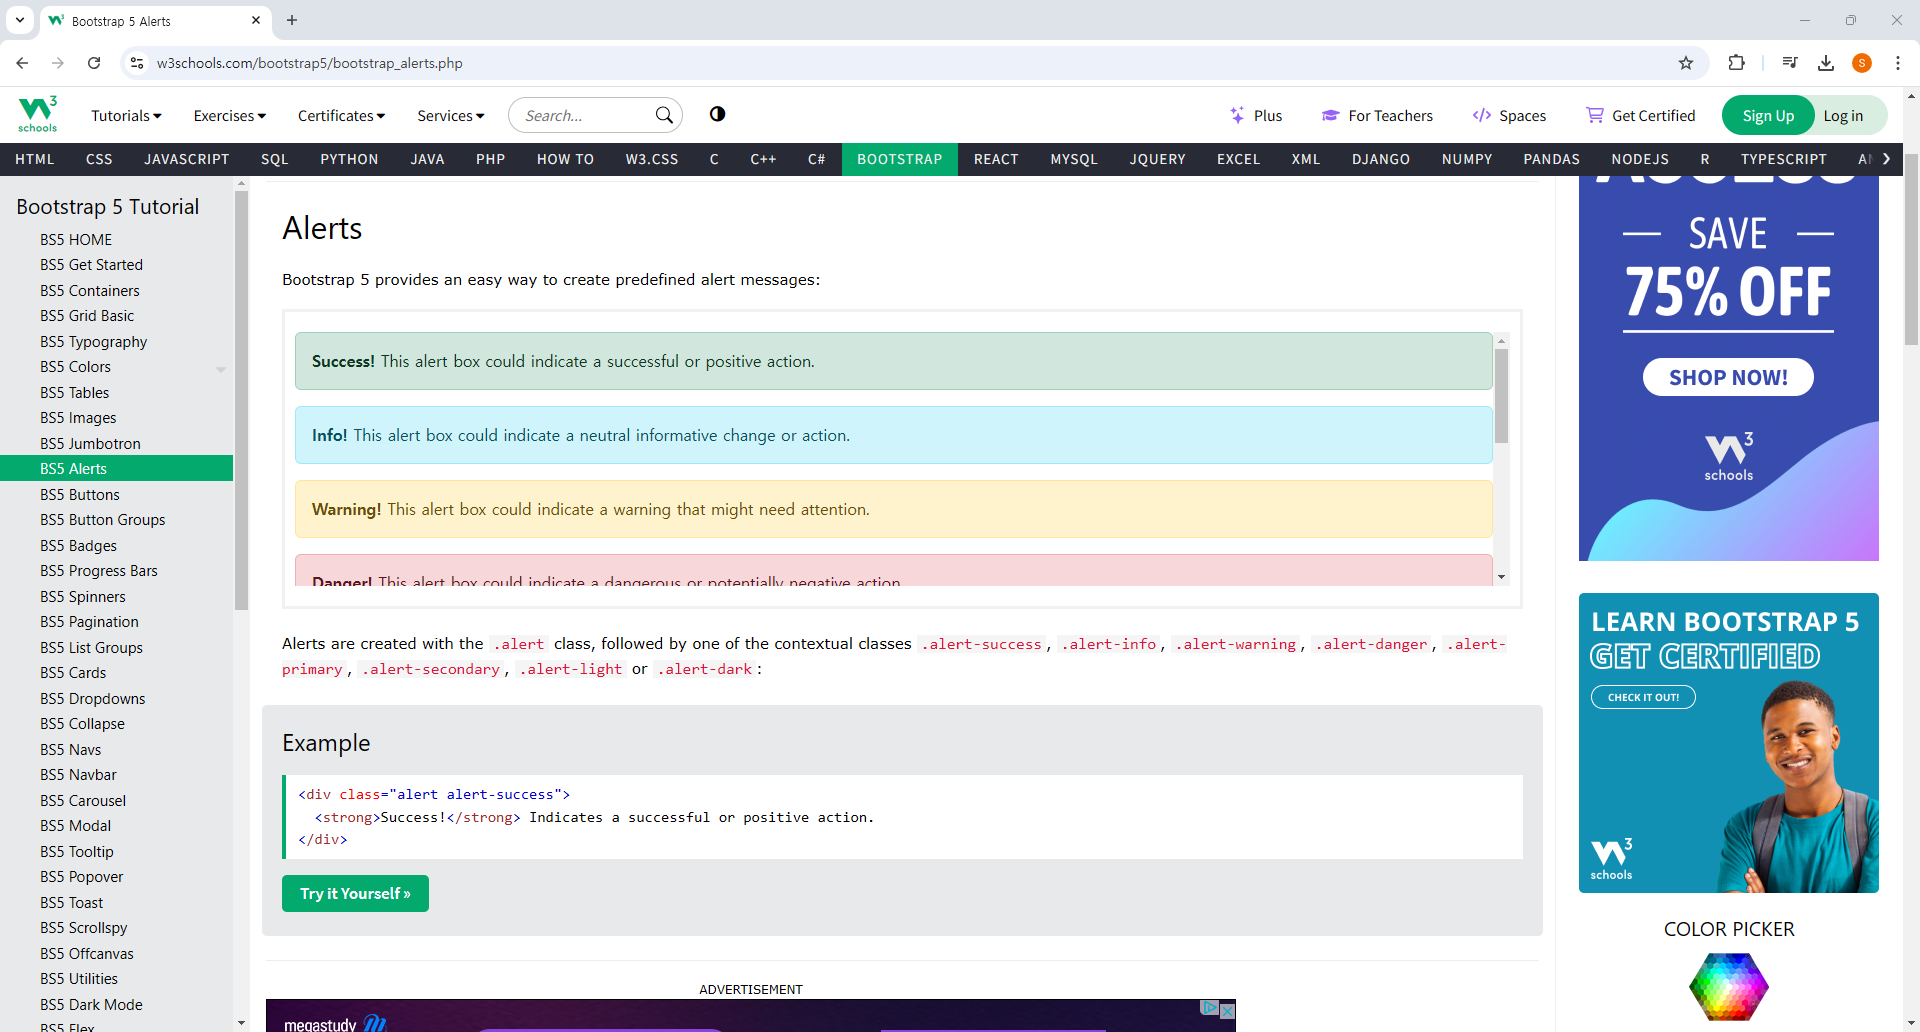 Bootstrap 5 Alerts
w3schools.com/bootstrap5/bootstrap_alerts.php
S
3
schools
Tutorials
Exercises
Certificates
Services
Search...
Plus
For Teachers
Spaces
Get Certified
Sign Up
Log in
HTML CSS JAVASCRIPT SQL PYTHON JAVA PHP HOW TO W3.CSS C C++ C# BOOTSTRAP REACT MYSQL JQUERY EXCEL XML DJANGO NUMPY PANDAS NODEJS R TYPESCRIPT
Bootstrap 5 Tutorial
BS5 HOME
BS5 Get Started
BS5 Containers
BS5 Grid Basic
BS5 Typography
BS5 Colors
BS5 Tables
BS5 Images
BS5 Jumbotron
BS5 Alerts
BS5 Buttons
BS5 Button Groups
BS5 Badges
BS5 Progress Bars
BS5 Spinners
BS5 Pagination
BS5 List Groups
BS5 Cards
BS5 Dropdowns
BS5 Collapse
BS5 Navs
BS5 Navbar
BS5 Carousel
BS5 Modal
BS5 Tooltip
BS5 Popover
BS5 Toast
BS5 Scrollspy
BS5 Offcanvas
BS5 Utilities
BS5 Dark Mode
BS5 Flex
Alerts
Bootstrap 5 provides an easy way to create predefined alert messages:
Success! This alert box could indicate a successful or positive action.
Info! This alert box could indicate a neutral informative change or action.
Warning! This alert box could indicate a warning that might need attention.
Danger! This alert box could indicate a dangerous or potentially negative action.
Alerts are created with the .alert class, followed by one of the contextual classes .alert-success, .alert-info, .alert-warning, .alert-danger, .alert-
primary, .alert-secondary, .alert-light or .alert-dark:
Example
<div class="alert alert-success">
<strong>Success!</strong> Indicates a successful or positive action.
</div>
Try it Yourself »
ADVERTISEMENT
megastudy
ACCESS
SAVE
75% OFF
SHOP NOW!
3
schools
LEARN BOOTSTRAP 5
GET CERTIFIED
CHECK IT OUT!
3
schools
COLOR PICKER